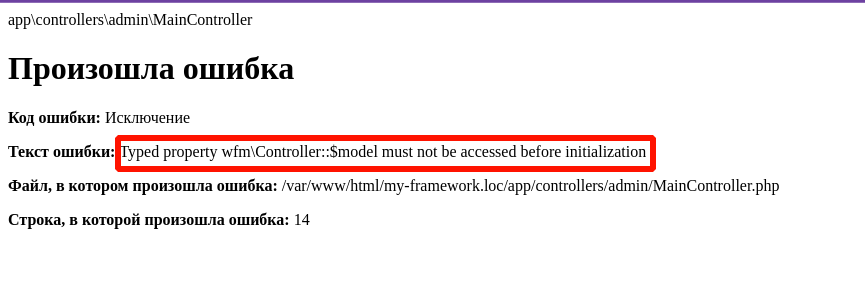 app\controllers\admin\MainController
Произошла ошибка
Код ошибки: Исключение
Текст ошибки: Typed property wfm\Controller::$model must not be accessed before initialization
Файл, в котором произошла ошибка: /var/www/html/my-framework.loc/app/controllers/admin/MainController.php
Строка, в которой произошла ошибка: 14